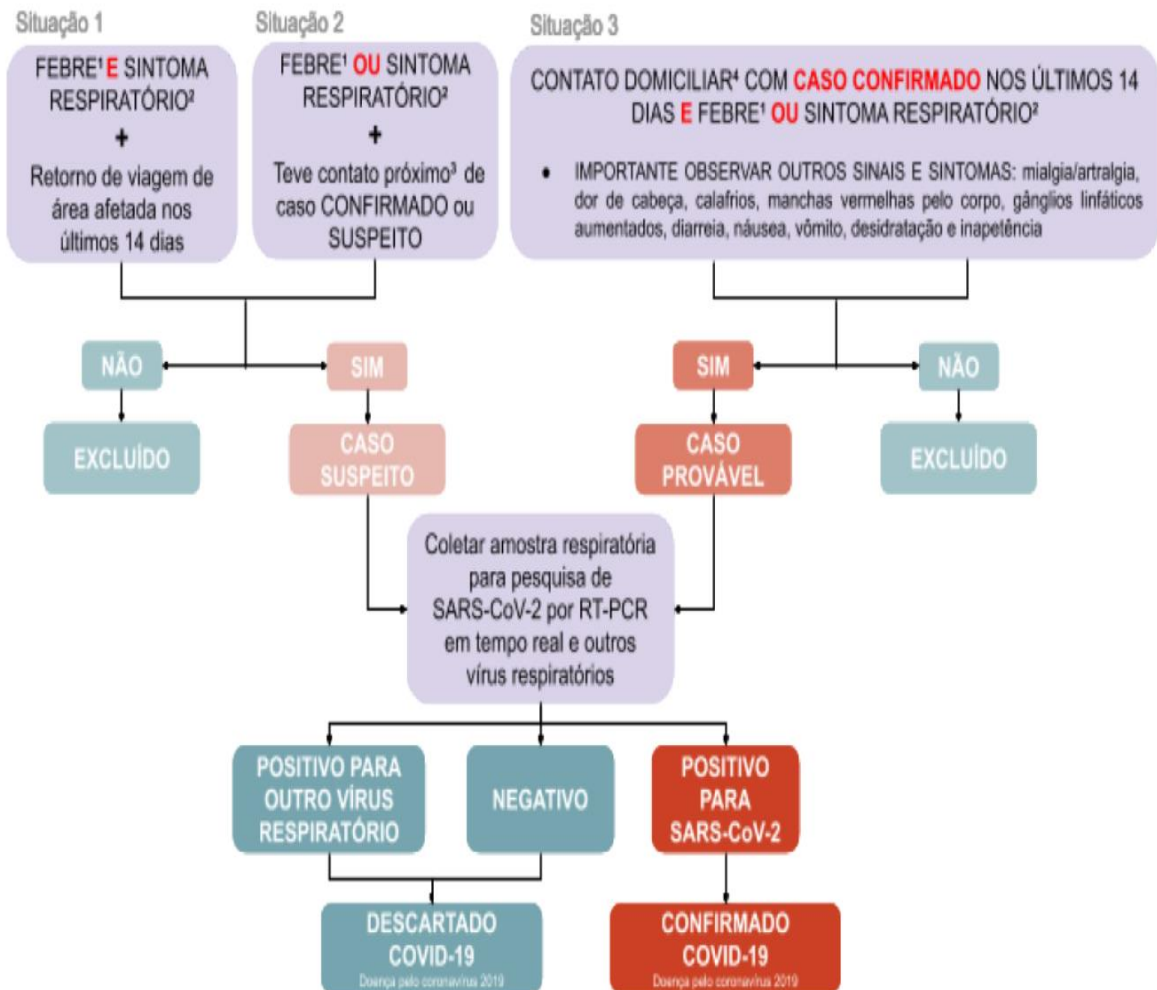 Situação 1
FEBRE¹ E SINTOMA
RESPIRATÓRIO²
+
Retorno de viagem de
área afetada nos
últimos 14 dias
Situação 2
FEBRE¹ OU SINTOMA
RESPIRATÓRIO²
+
Teve contato próximo³ de
caso CONFIRMADO ou
SUSPEITO
Situação 3
CONTATO DOMICILIAR⁴ COM CASO CONFIRMADO NOS ÚLTIMOS 14
DIAS E FEBRE¹ OU SINTOMA RESPIRATÓRIO²
• IMPORTANTE OBSERVAR OUTROS SINAIS E SINTOMAS: mialgia/artralgia,
dor de cabeça, calafrios, manchas vermelhas pelo corpo, gânglios linfáticos
aumentados, diarreia, náusea, vômito, desidratação e inapetência
NÃO
SIM
SIM
NÃO
EXCLUÍDO
CASO
SUSPEITO
CASO
PROVÁVEL
EXCLUÍDO
Coletar amostra respiratória
para pesquisa de
SARS-CoV-2 por RT-PCR
em tempo real e outros
vírus respiratórios
POSITIVO PARA
OUTRO VÍRUS
RESPIRATÓRIO
NEGATIVO
POSITIVO
PARA
SARS-CoV-2
DESCARTADO
COVID-19
Doença pelo coronavírus 2019
CONFIRMADO
COVID-19
Doença pelo coronavírus 2019